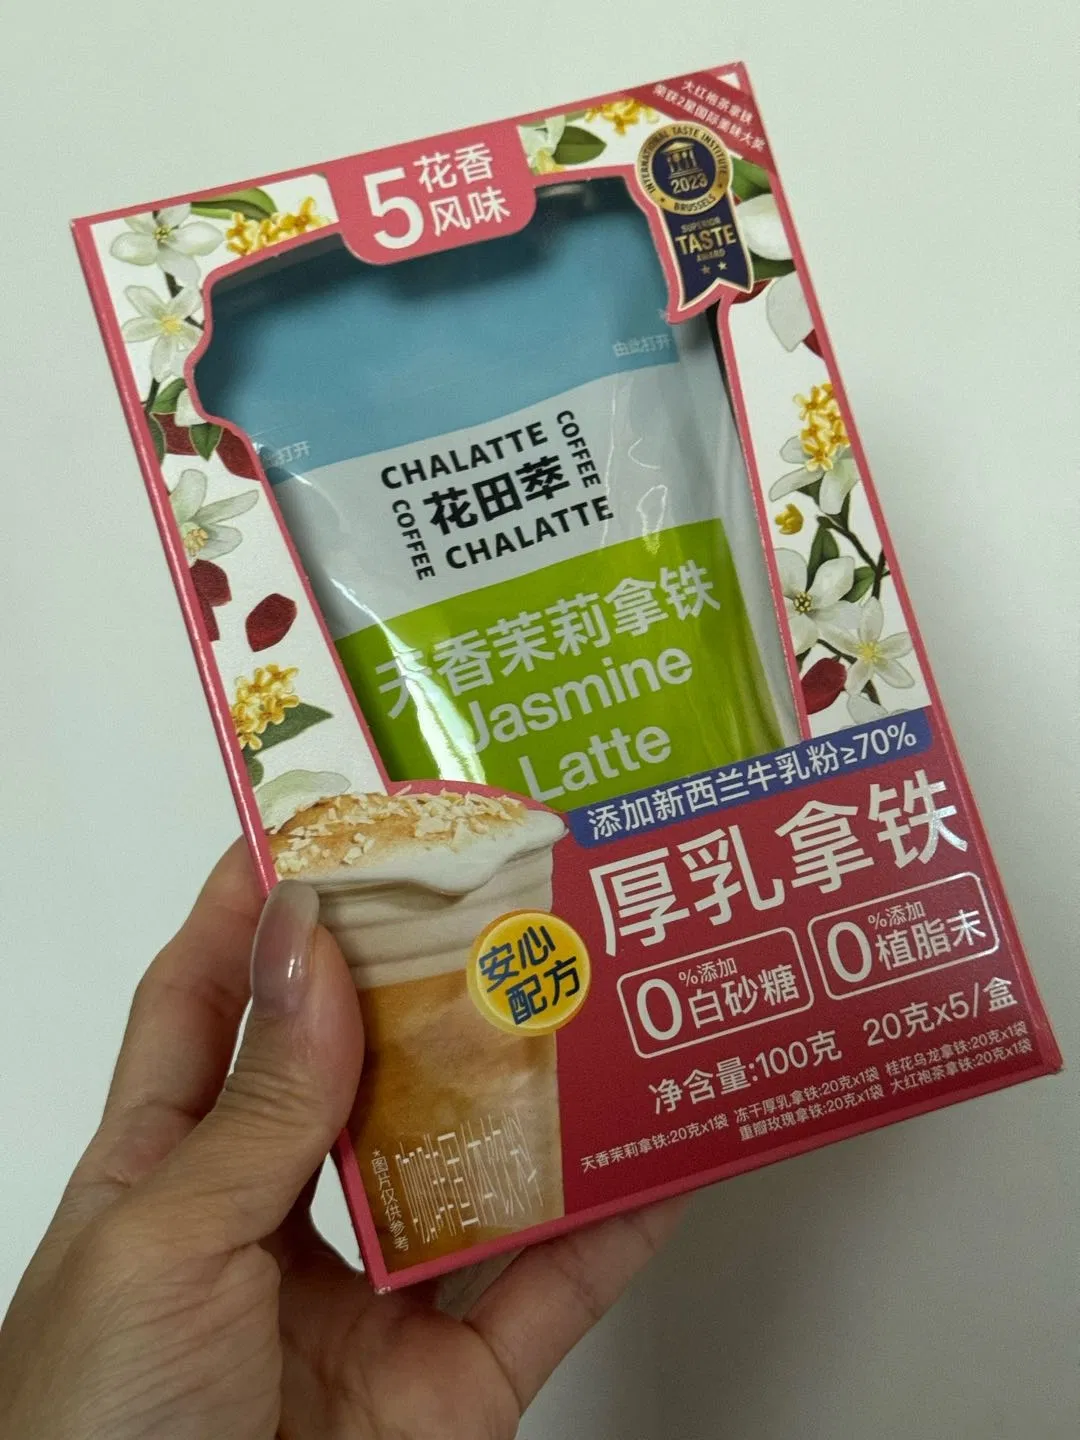 大红袍茶拿铁
荣获2星国际美味大奖
5花香
风味
INTERNATIONAL TASTE INSTITUTE
2023
BRUSSELS
SUPERIOR
TASTE
AWARD
由此打开
此打开
CHALATTE
COFFEE
花田萃
COFFEE
CHALATTE
天香茉莉拿铁
Jasmine
Latte
添加新西兰牛乳粉≥70%
厚乳拿铁
安心
配方
0%添加
白砂糖
0%添加
植脂末
净含量:100克 20克x5/盒
天香茉莉拿铁:20克x1袋 冻干厚乳拿铁:20克x1袋 桂花乌龙拿铁:20克x1袋
重瓣玫瑰拿铁:20克x1袋 大红袍茶拿铁:20克x1袋
*图片仅供参考